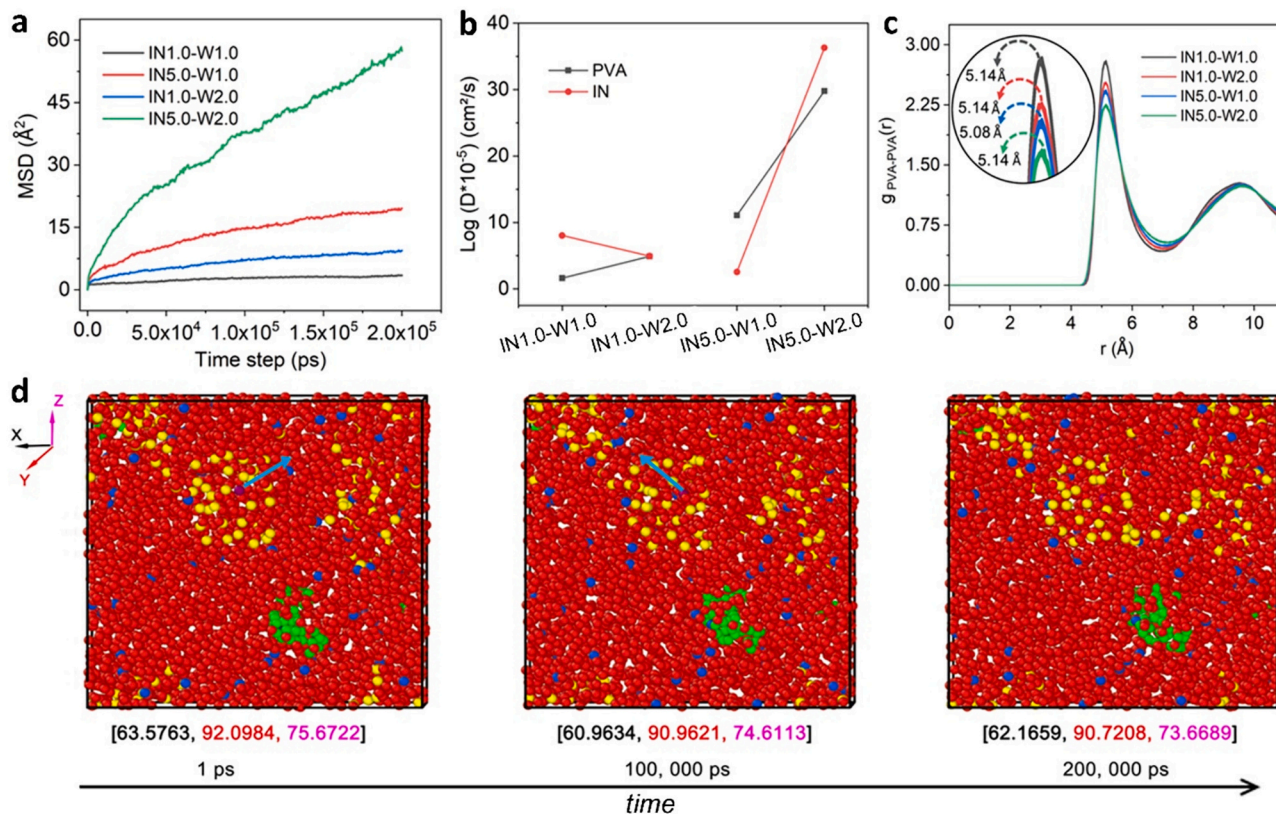 a
MSD (Å²)
60
45
30
15
0
IN1.0-W1.0
IN5.0-W1.0
IN1.0-W2.0
IN5.0-W2.0
0.0
5.0x10⁴
1.0x10⁵
1.5x10⁵
2.0x10⁵
Time step (ps)
b
Log (D*10⁻⁵) (cm²/s)
40
30
20
10
0
PVA
IN
IN1.0-W1.0
IN1.0-W2.0
IN5.0-W1.0
IN5.0-W2.0
c
g PVA-PVA(r)
3.00
2.25
1.50
0.75
0.00
5.14Å
5.14Å
5.08Å
5.14Å
IN1.0-W1.0
IN1.0-W2.0
IN5.0-W1.0
IN5.0-W2.0
0
2
4
6
8
10
r (Å)
d
Z
X
Y
[63.5763, 92.0984, 75.6722]
[60.9634, 90.9621, 74.6113]
[62.1659, 90.7208, 73.6689]
1 ps
100, 000 ps
200, 000 ps
time